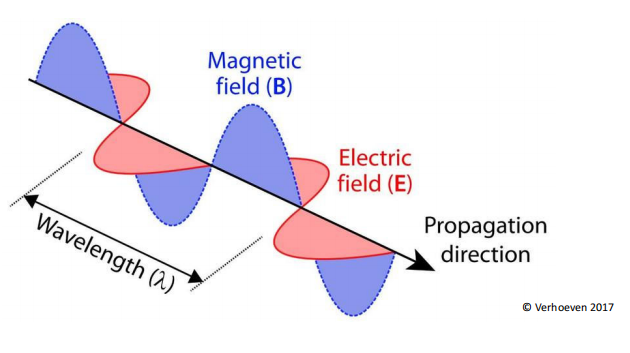 Magnetic
field (B)
Electric
field (E)
Propagation
direction
Wavelength (λ)
© Verhoeven 2017